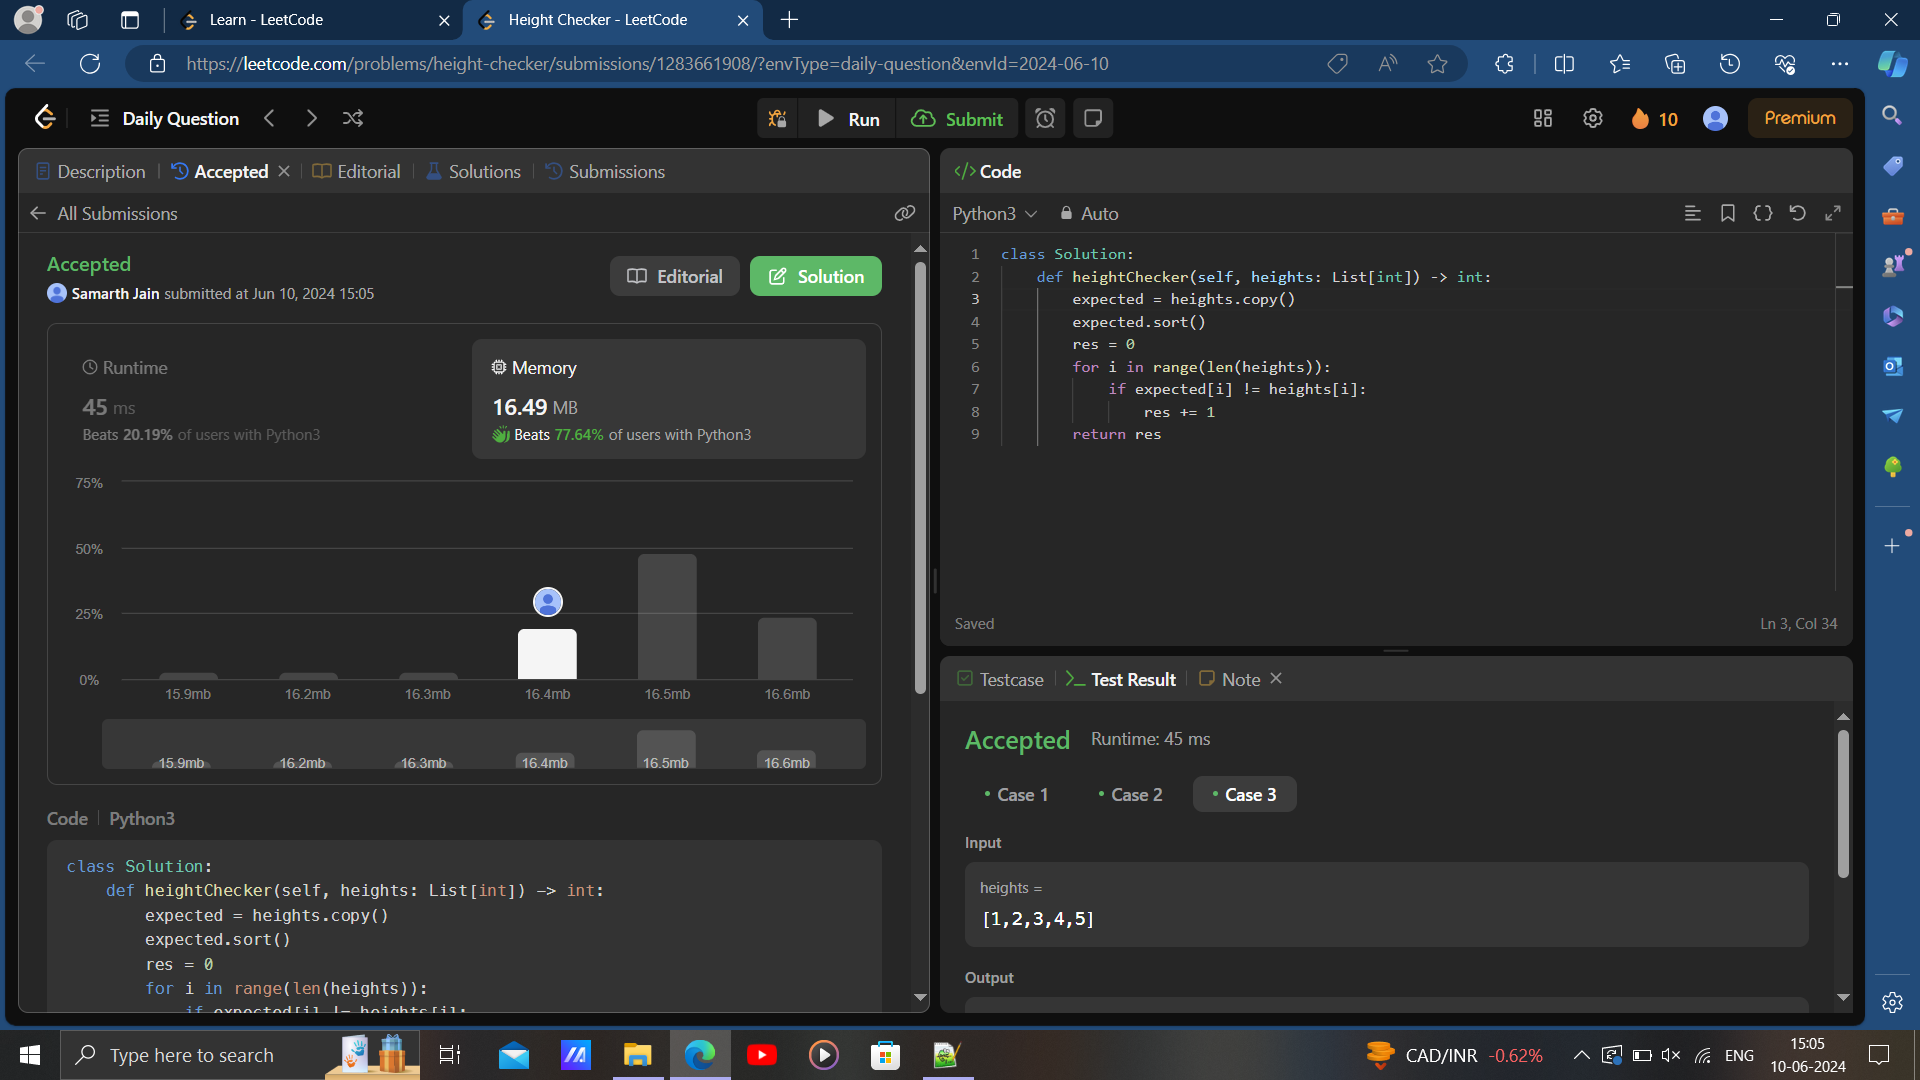 Learn - LeetCode
Height Checker - LeetCode
https://leetcode.com/problems/height-checker/submissions/1283661908/?envType=daily-question&envId=2024-06-10
Daily Question
Run
Submit
10
Premium
Description
Accepted
Editorial
Solutions
Submissions
All Submissions
Accepted
Samarth Jain submitted at Jun 10, 2024 15:05
Editorial
Solution
Runtime
45 ms
Beats 20.19% of users with Python3
Memory
16.49 MB
Beats 77.64% of users with Python3
75%
50%
25%
0%
15.9mb
16.2mb
16.3mb
16.4mb
16.5mb
16.6mb
15.9mb
16.2mb
16.3mb
16.4mb
16.5mb
16.6mb
Code
Python3
class Solution:
def heightChecker(self, heights: List[int]) -> int:
expected = heights.copy()
expected.sort()
res = 0
for i in range(len(heights)):
if expected[i] != heights[i]:
</> Code
Python3
Auto
1 class Solution:
2 def heightChecker(self, heights: List[int]) -> int:
3 expected = heights.copy()
4 expected.sort()
5 res = 0
6 for i in range(len(heights)):
7 if expected[i] != heights[i]:
8 res += 1
9 return res
Saved
Ln 3, Col 34
Testcase
Test Result
Note
Accepted
Runtime: 45 ms
Case 1
Case 2
Case 3
Input
heights =
[1,2,3,4,5]
Output
Type here to search
CAD/INR -0.62%
ENG
15:05
10-06-2024